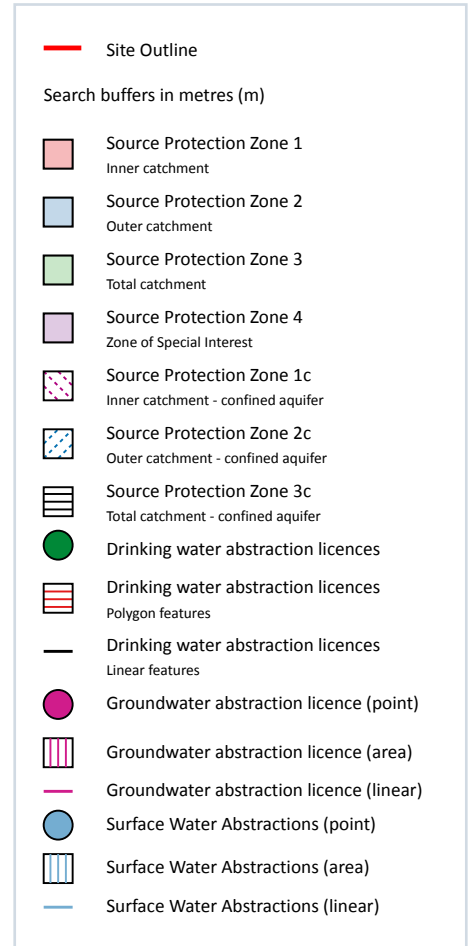 Site Outline
Search buffers in metres (m)
Source Protection Zone 1
Inner catchment
Source Protection Zone 2
Outer catchment
Source Protection Zone 3
Total catchment
Source Protection Zone 4
Zone of Special Interest
Source Protection Zone 1c
Inner catchment - confined aquifer
Source Protection Zone 2c
Outer catchment - confined aquifer
Source Protection Zone 3c
Total catchment - confined aquifer
Drinking water abstraction licences
Drinking water abstraction licences
Polygon features
Drinking water abstraction licences
Linear features
Groundwater abstraction licence (point)
Groundwater abstraction licence (area)
Groundwater abstraction licence (linear)
Surface Water Abstractions (point)
Surface Water Abstractions (area)
Surface Water Abstractions (linear)